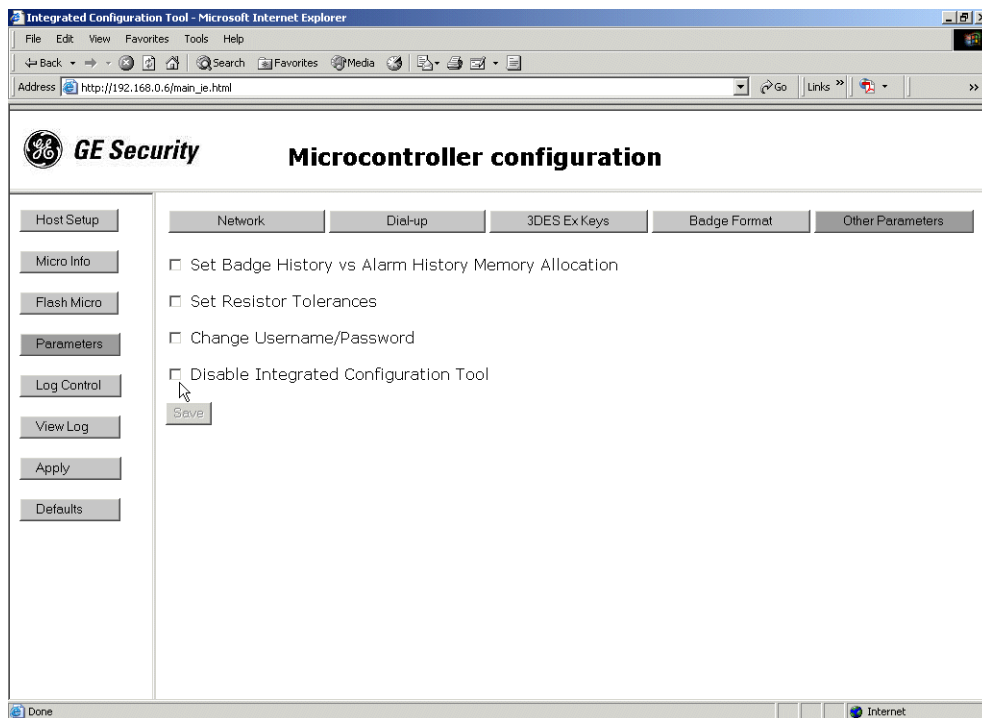 Integrated Configuration Tool - Microsoft Internet Explorer
File Edit View Favorites Tools Help
Back Search Favorites Media
Address http://192.168.0.6/main_ie.html Go Links »
»
GE GE Security
Microcontroller configuration
Host Setup
Micro Info
Flash Micro
Parameters
Log Control
View Log
Apply
Defaults
Network Dial-up 3DES Ex Keys Badge Format Other Parameters
Set Badge History vs Alarm History Memory Allocation
Set Resistor Tolerances
Change Username/Password
Disable Integrated Configuration Tool
Save
Done Internet